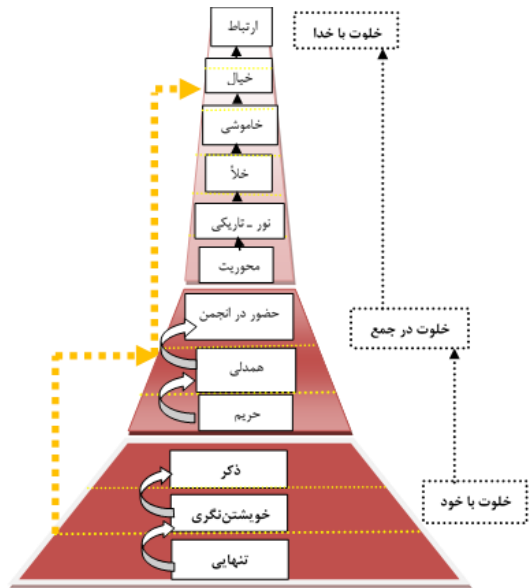 ارتباط
خلوت با خدا
خیال
خاموشی
خلأ
نور ـ تاریکی
محوریت
حضور در انجمن
خلوت در جمع
همدلی
حریم
ذکر
خلوت با خود
خویشتن‌نگری
تنهایی